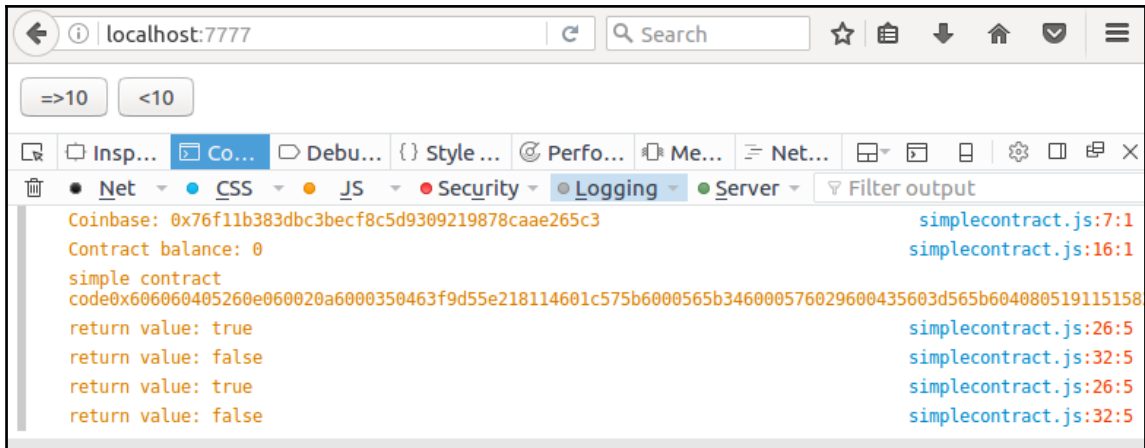 localhost:7777 Search
=>10 <10
Insp... Co... Debu... {} Style ... Perfo... Me... Net...
Net CSS JS Security Logging Server Filter output
Coinbase: 0x76f11b383dbc3becf8c5d9309219878caae265c3 simplecontract.js:7:1
Contract balance: 0 simplecontract.js:16:1
simple contract
code0x606060405260e060020a6000350463f9d55e218114601c575b6000565b346000576029600435603d565b604080519115158
return value: true simplecontract.js:26:5
return value: false simplecontract.js:32:5
return value: true simplecontract.js:26:5
return value: false simplecontract.js:32:5